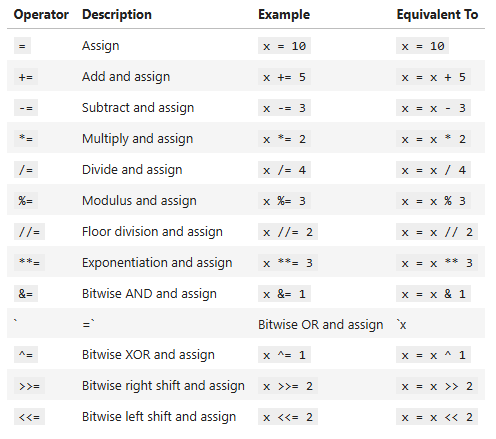 Operator Description Example Equivalent To
= Assign x = 10 x = 10
+= Add and assign x += 5 x = x + 5
-= Subtract and assign x -= 3 x = x - 3
*= Multiply and assign x *= 2 x = x * 2
/= Divide and assign x /= 4 x = x / 4
%= Modulus and assign x %= 3 x = x % 3
//= Floor division and assign x //= 2 x = x // 2
**= Exponentiation and assign x **= 3 x = x ** 3
&= Bitwise AND and assign x &= 1 x = x & 1
` =` Bitwise OR and assign `x
^= Bitwise XOR and assign x ^= 1 x = x ^ 1
>>= Bitwise right shift and assign x >>= 2 x = x >> 2
<<= Bitwise left shift and assign x <<= 2 x = x << 2